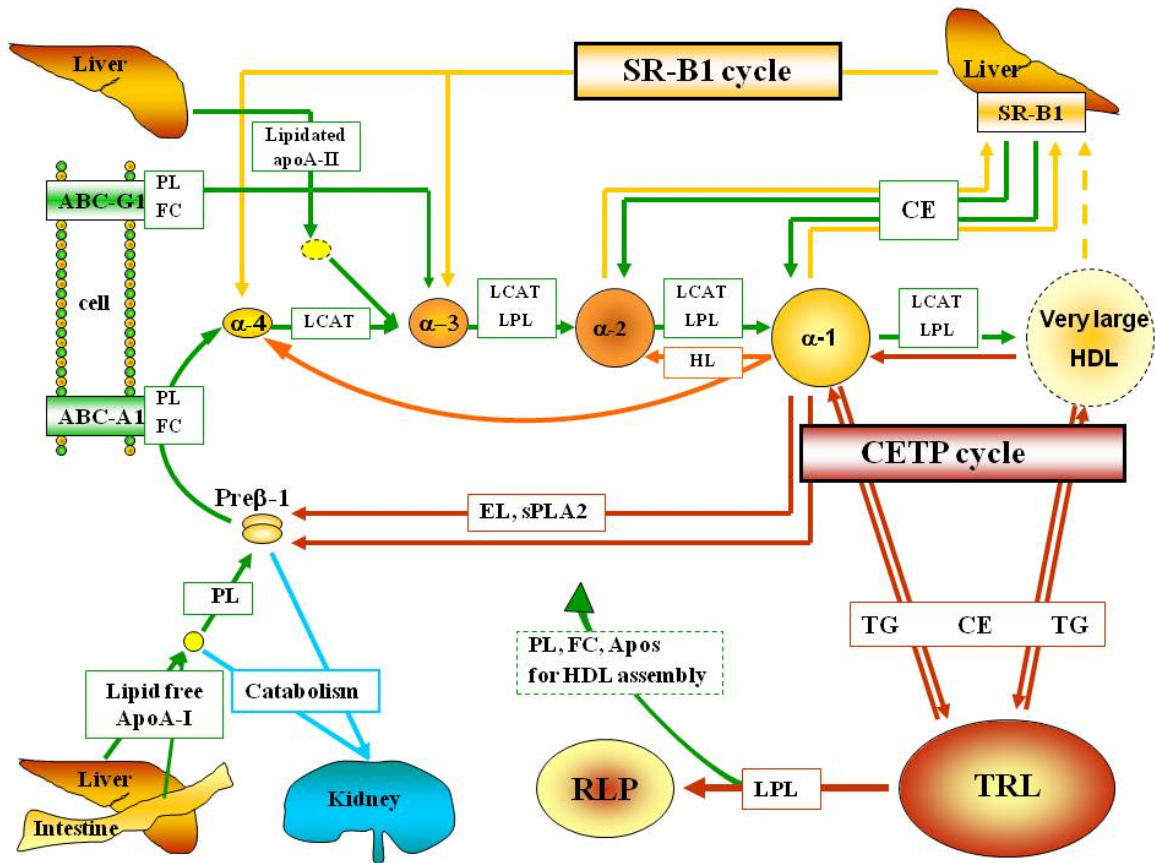 Liver
SR-B1 cycle
Liver
SR-B1
Lipidated
apoA-II
ABC-G1
PL
FC
CE
cell
α-4
LCAT
α–3
LCAT
LPL
α-2
LCAT
LPL
HL
α-1
LCAT
LPL
Very large
HDL
ABC-A1
PL
FC
CETP cycle
Preβ-1
EL, sPLA2
PL
TG CE TG
PL, FC, Apos
for HDL assembly
Lipid free
ApoA-I
Catabolism
Liver
Intestine
Kidney
RLP
LPL
TRL